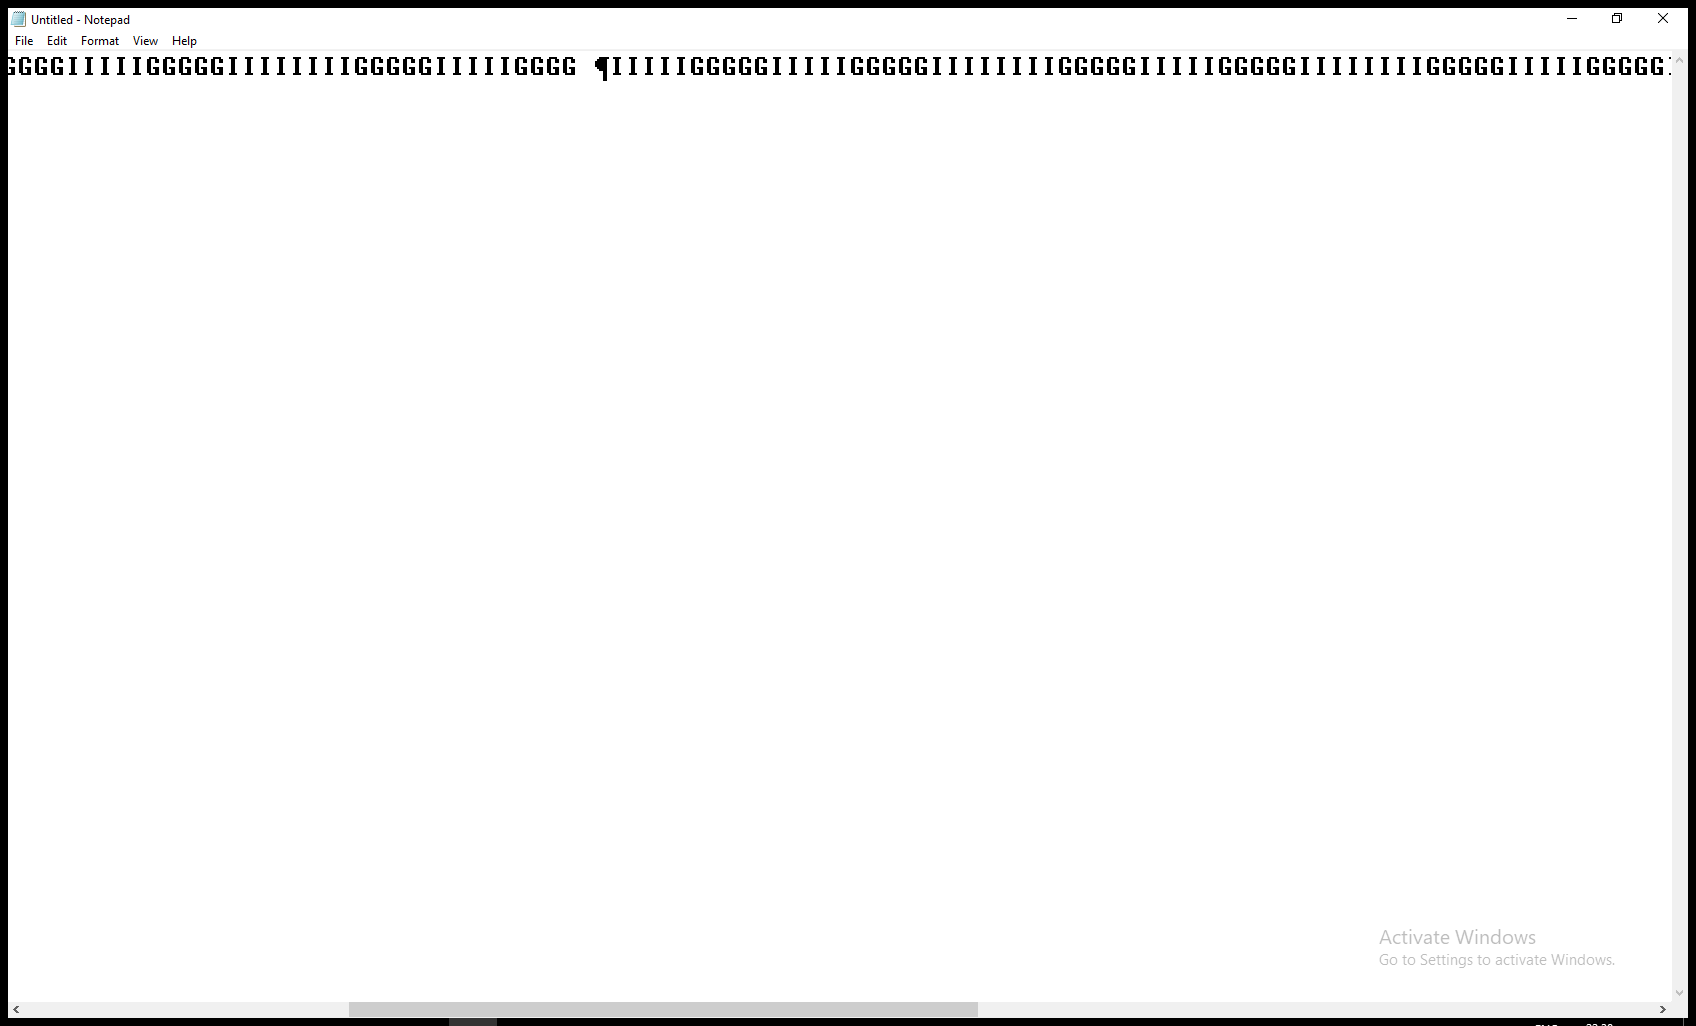 Untitled - Notepad
File Edit Format View Help
GGGGIIIIIGGGGGIIIIIIIIGGGGGIIIIIGGGG ¶IIIIIGGGGGIIIIIGGGGGIIIIIIIIGGGGGIIIIIGGGGGIIIIIIIIGGGGGIIIIIGGGGG
Activate Windows
Go to Settings to activate Windows.